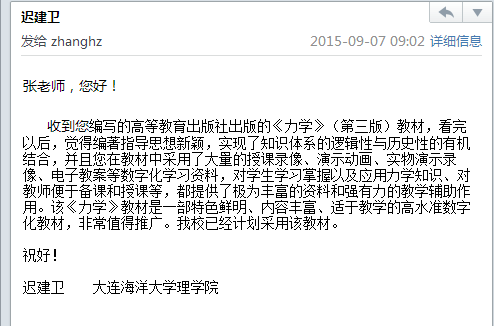 迟建卫
发给 zhanghz
2015-09-07 09:02 详细信息
张老师，您好！
收到您编写的高等教育出版社出版的《力学》（第三版）教材，看完
以后，觉得编著指导思想新颖，实现了知识体系的逻辑性与历史性的有机
结合，并且您在教材中采用了大量的授课录像、演示动画、实物演示录
像、电子教案等数字化学习资料，对学生学习掌握以及应用力学知识、对
教师便于备课和授课等，都提供了极为丰富的资料和强有力的教学辅助作
用。该《力学》教材是一部特色鲜明、内容丰富、适于教学的高水准数字
化教材，非常值得推广。我校已经计划采用该教材。
祝好！
迟建卫 大连海洋大学理学院